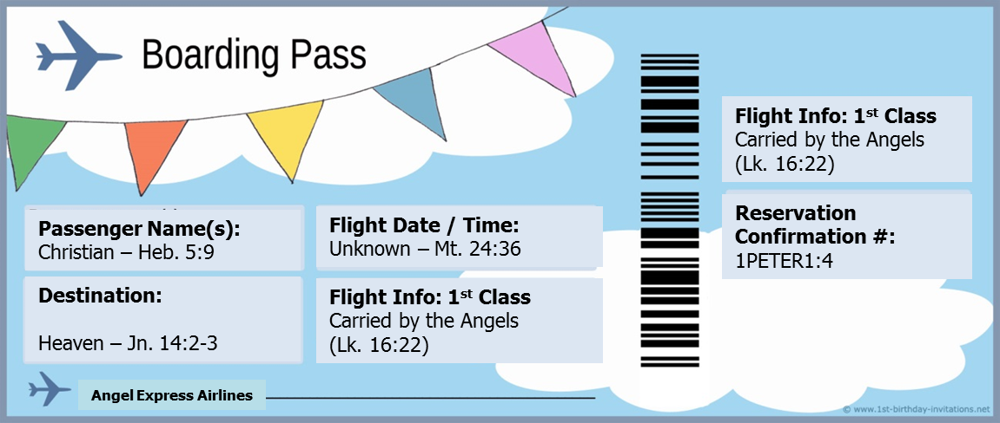 Boarding Pass
Passenger Name(s):
Christian – Heb. 5:9
Flight Date / Time:
Unknown – Mt. 24:36
Destination:
Heaven – Jn. 14:2-3
Flight Info: 1st Class
Carried by the Angels
(Lk. 16:22)
Angel Express Airlines
Flight Info: 1st Class
Carried by the Angels
(Lk. 16:22)
Reservation
Confirmation #:
1PETER1:4
© www.1st-birthday-invitations.net